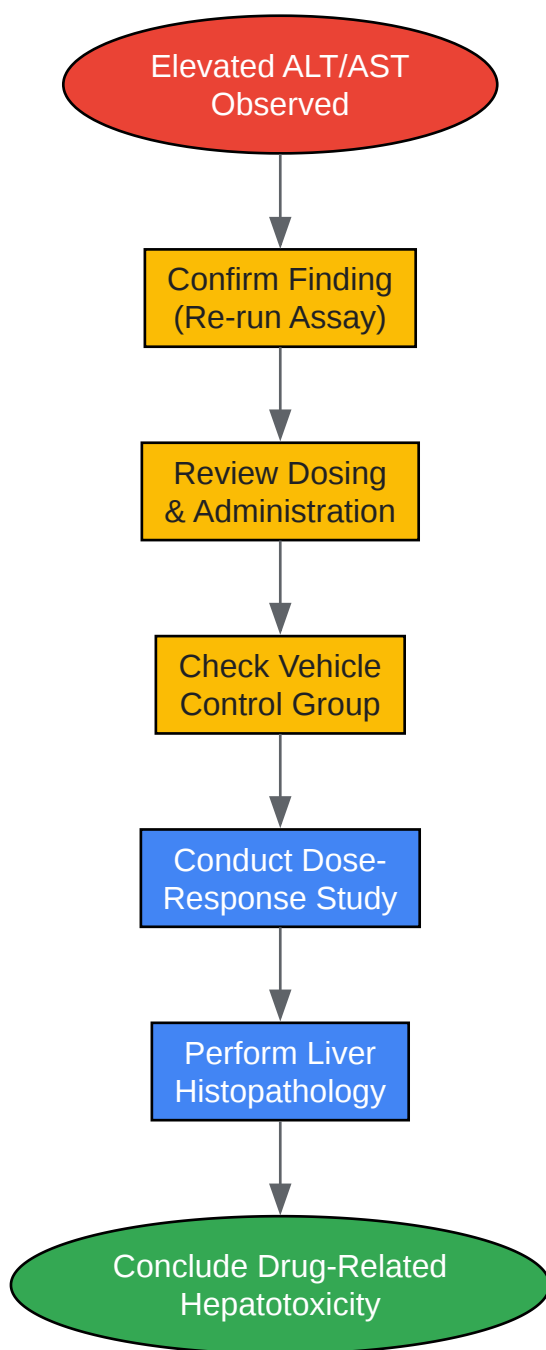 Elevated ALT/AST
Observed
Confirm Finding
(Re-run Assay)
Review Dosing
& Administration
Check Vehicle
Control Group
Conduct Dose-
Response Study
Perform Liver
Histopathology
Conclude Drug-Related
Hepatotoxicity